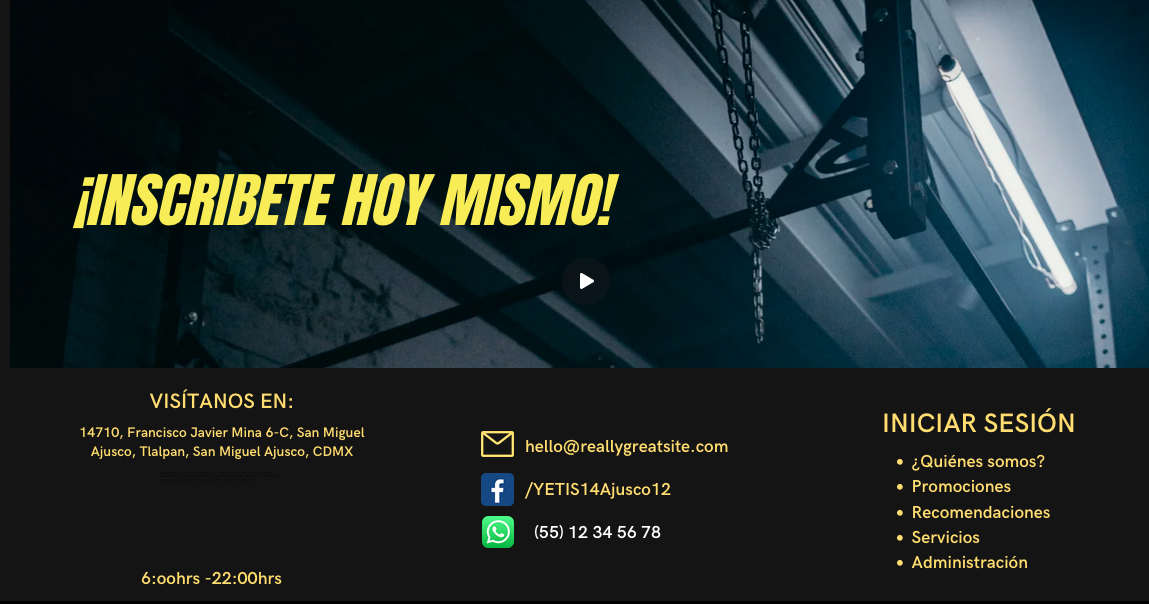 ¡INSCRIBETE HOY MISMO!
VISÍTANOS EN:
14710, Francisco Javier Mina 6-C, San Miguel
Ajusco, Tlalpan, San Miguel Ajusco, CDMX
6:oohrs -22:00hrs
hello@reallygreatsite.com
/YETIS14Ajusco12
(55) 12 34 56 78
INICIAR SESIÓN
• ¿Quiénes somos?
• Promociones
• Recomendaciones
• Servicios
• Administración